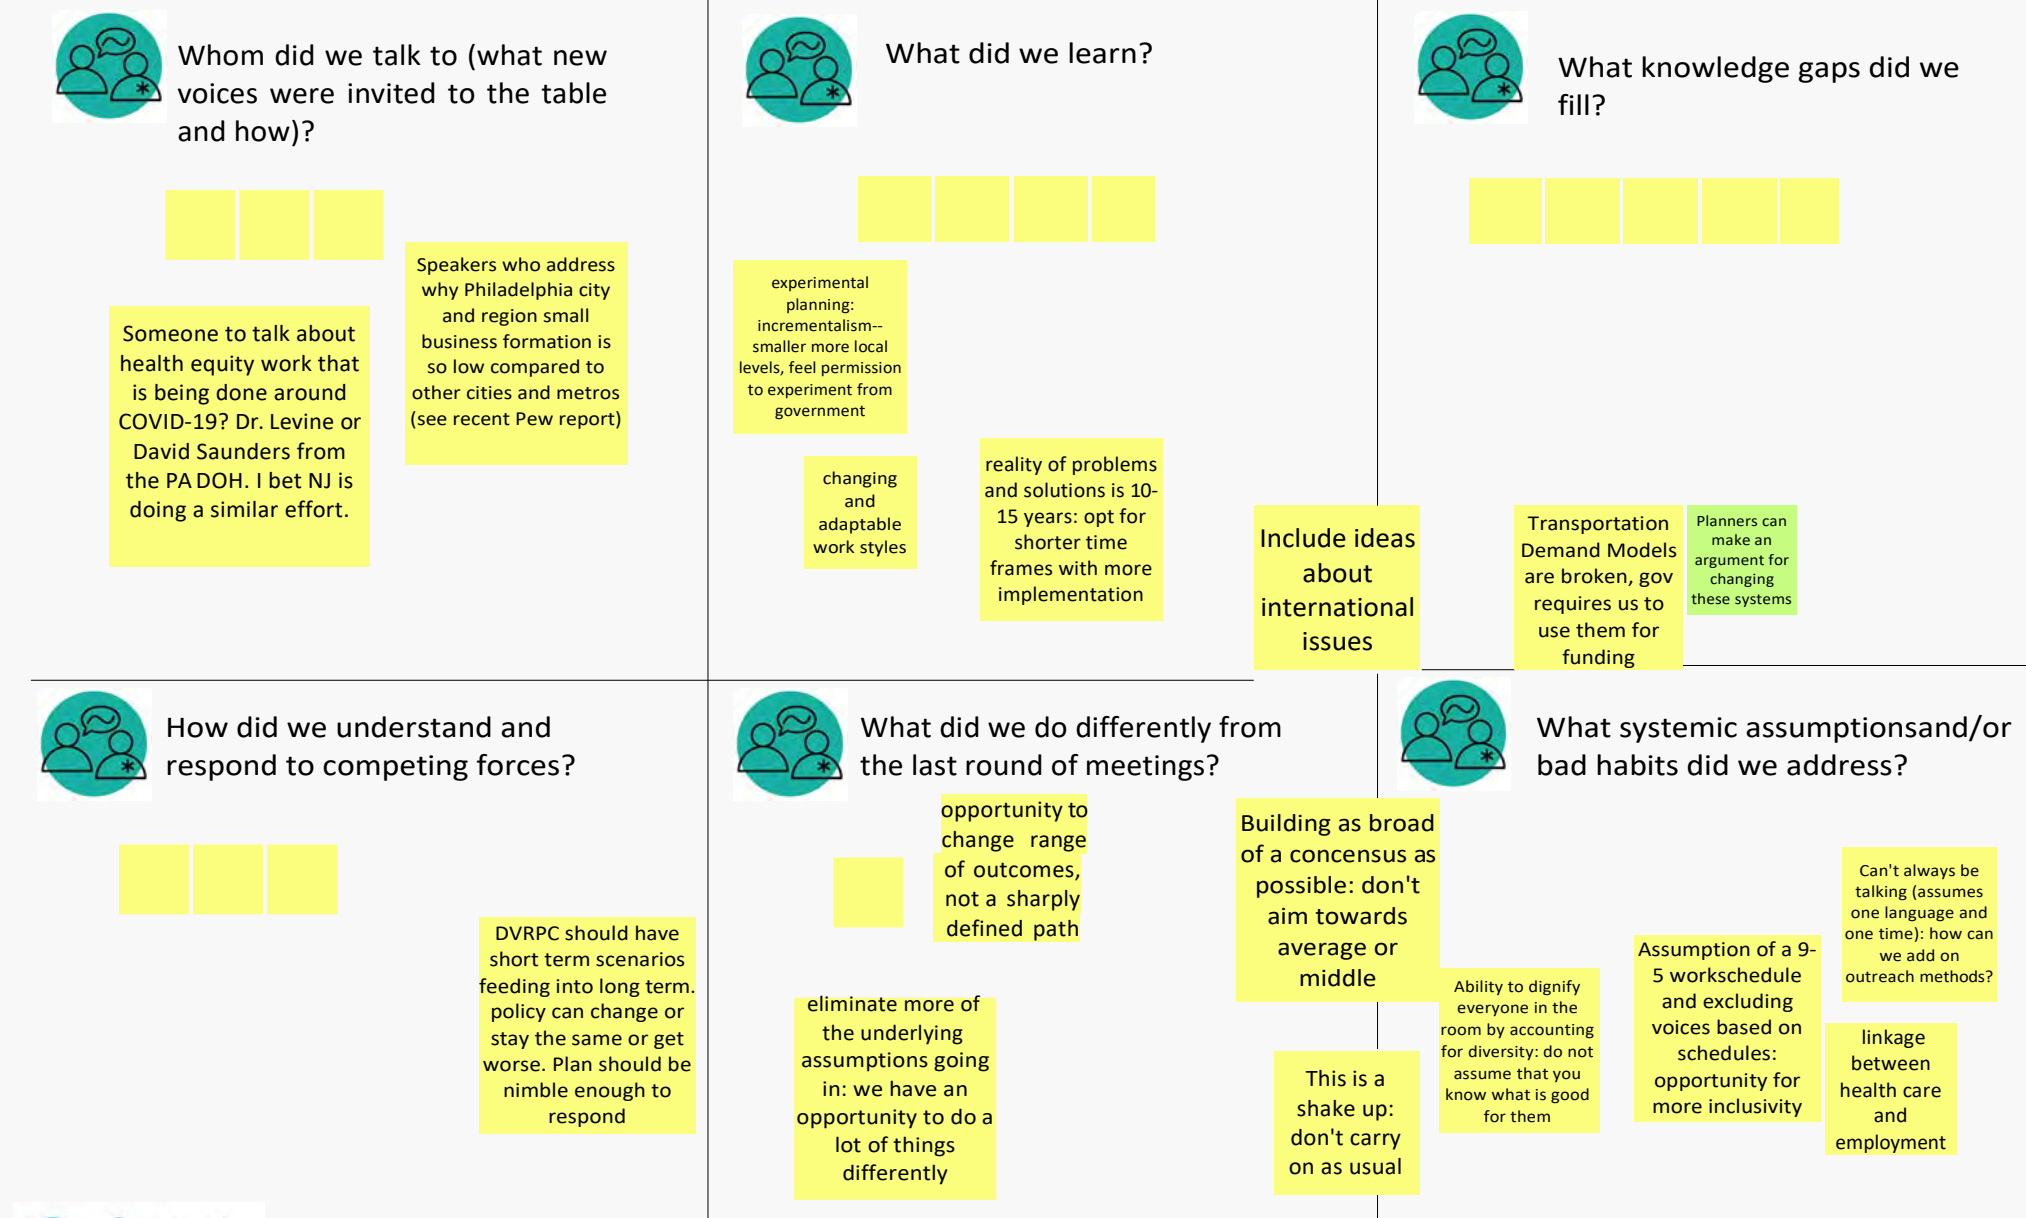 Whom did we talk to (what new
voices were invited to the table
and how)?
Someone to talk about
health equity work that
is being done around
COVID-19? Dr. Levine or
David Saunders from
the PA DOH. I bet NJ is
doing a similar effort.
Speakers who address
why Philadelphia city
and region small
business formation is
so low compared to
other cities and metros
(see recent Pew report)
What did we learn?
experimental
planning:
incrementalism--
smaller more local
levels, feel permission
to experiment from
government
changing
and
adaptable
work styles
reality of problems
and solutions is 10-
15 years: opt for
shorter time
frames with more
implementation
Include ideas
about
international
issues
What knowledge gaps did we
fill?
Transportation
Demand Models
are broken, gov
requires us to
use them for
funding
Planners can
make an
argument for
changing
these systems
How did we understand and
respond to competing forces?
DVRPC should have
short term scenarios
feeding into long term.
policy can change or
stay the same or get
worse. Plan should be
nimble enough to
respond
What did we do differently from
the last round of meetings?
opportunity to
change range
of outcomes,
not a sharply
defined path
eliminate more of
the underlying
assumptions going
in: we have an
opportunity to do a
lot of things
differently
Building as broad
of a concensus as
possible: don't
aim towards
average or
middle
This is a
shake up:
don't carry
on as usual
What systemic assumptionsand/or
bad habits did we address?
Ability to dignify
everyone in the
room by accounting
for diversity: do not
assume that you
know what is good
for them
Assumption of a 9-
5 workschedule
and excluding
voices based on
schedules:
opportunity for
more inclusivity
Can't always be
talking (assumes
one language and
one time): how can
we add on
outreach methods?
linkage
between
health care
and
employment